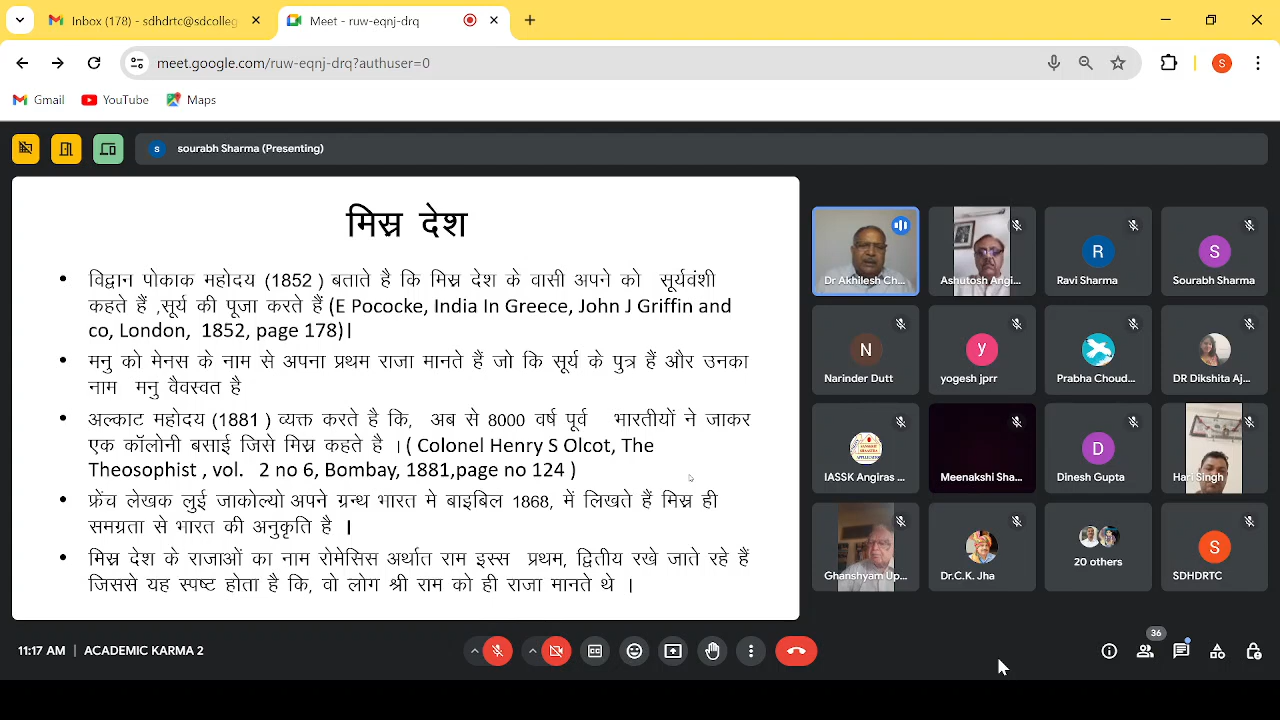 Inbox (178) - sdhdrtc@sdcolleg
Meet - ruw-eqnj-drq
meet.google.com/ruw-eqnj-drq?authuser=0
S
Gmail
YouTube
Maps
s
sourabh Sharma (Presenting)
मिस्र देश
• विद्वान पोकाक महोदय (1852 ) बताते है कि मिस्र देश के वासी अपने को सूर्यवंशी
कहते हैं ,सूर्य की पूजा करते हैं (E Pococke, India In Greece, John J Griffin and
co, London, 1852, page 178)।
• मनु को मेनस के नाम से अपना प्रथम राजा मानते हैं जो कि सूर्य के पुत्र हैं और उनका
नाम मनु वैवस्वत है
• अल्काट महोदय (1881 ) व्यक्त करते है कि, अब से 8000 वर्ष पूर्व भारतीयों ने जाकर
एक कॉलोनी बसाई जिसे मिस्र कहते है । ( Colonel Henry S Olcot, The
Theosophist , vol. 2 no 6, Bombay, 1881,page no 124 )
• फ्रेंच लेखक लुई जाकोल्यो अपने ग्रन्थ भारत मे बाइबिल 1868, में लिखते हैं मिस्र ही
समग्रता से भारत की अनुकृति है ।
• मिस्र देश के राजाओं का नाम रोमेसिस अर्थात राम इस्स प्रथम, द्वितीय रखे जाते रहे हैं
जिससे यह स्पष्ट होता है कि, वो लोग श्री राम को ही राजा मानते थे ।
Dr Akhilesh Ch...
Ashutosh Angi...
R
Ravi Sharma
S
Sourabh Sharma
N
Narinder Dutt
y
yogesh jprr
Prabha Choud...
DR Dikshita Aj...
IASSK Angiras ...
Meenakshi Sha...
D
Dinesh Gupta
Hari Singh
Ghanshyam Up...
Dr.C.K. Jha
20 others
S
SDHDRTC
11:17 AM | ACADEMIC KARMA 2
36